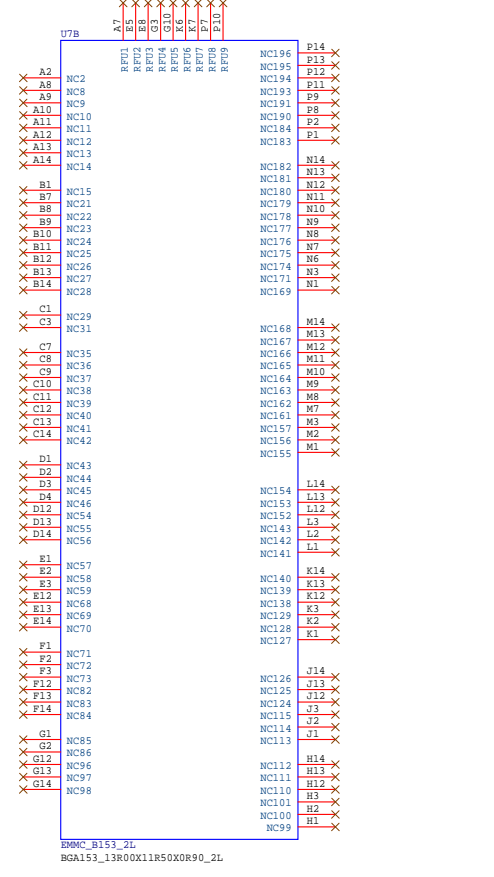 A7
E5
E8
G3
G10
K6
K7
P7
P10
U7B
RFU1
RFU2
RFU3
RFU4
RFU5
RFU6
RFU7
RFU8
RFU9
A2 NC2
A8 NC8
A9 NC9
A10 NC10
A11 NC11
A12 NC12
A13 NC13
A14 NC14
B1 NC15
B7 NC21
B8 NC22
B9 NC23
B10 NC24
B11 NC25
B12 NC26
B13 NC27
B14 NC28
C1 NC29
C3 NC31
C7 NC35
C8 NC36
C9 NC37
C10 NC38
C11 NC39
C12 NC40
C13 NC41
C14 NC42
D1 NC43
D2 NC44
D3 NC45
D4 NC46
D12 NC54
D13 NC55
D14 NC56
E1 NC57
E2 NC58
E3 NC59
E12 NC68
E13 NC69
E14 NC70
F1 NC71
F2 NC72
F3 NC73
F12 NC82
F13 NC83
F14 NC84
G1 NC85
G2 NC86
G12 NC96
G13 NC97
G14 NC98
NC196 P14
NC195 P13
NC194 P12
NC193 P11
NC191 P9
NC190 P8
NC184 P2
NC183 P1
NC182 N14
NC181 N13
NC180 N12
NC179 N11
NC178 N10
NC177 N9
NC176 N8
NC175 N7
NC174 N6
NC171 N3
NC169 N1
NC168 M14
NC167 M13
NC166 M12
NC165 M11
NC164 M10
NC163 M9
NC162 M8
NC161 M7
NC157 M3
NC156 M2
NC155 M1
NC154 L14
NC153 L13
NC152 L12
NC143 L3
NC142 L2
NC141 L1
NC140 K14
NC139 K13
NC138 K12
NC129 K3
NC128 K2
NC127 K1
NC126 J14
NC125 J13
NC124 J12
NC115 J3
NC114 J2
NC113 J1
NC112 H14
NC111 H13
NC110 H12
NC101 H3
NC100 H2
NC99 H1
EMMC_B153_2L
BGA153_13R00X11R50X0R90_2L